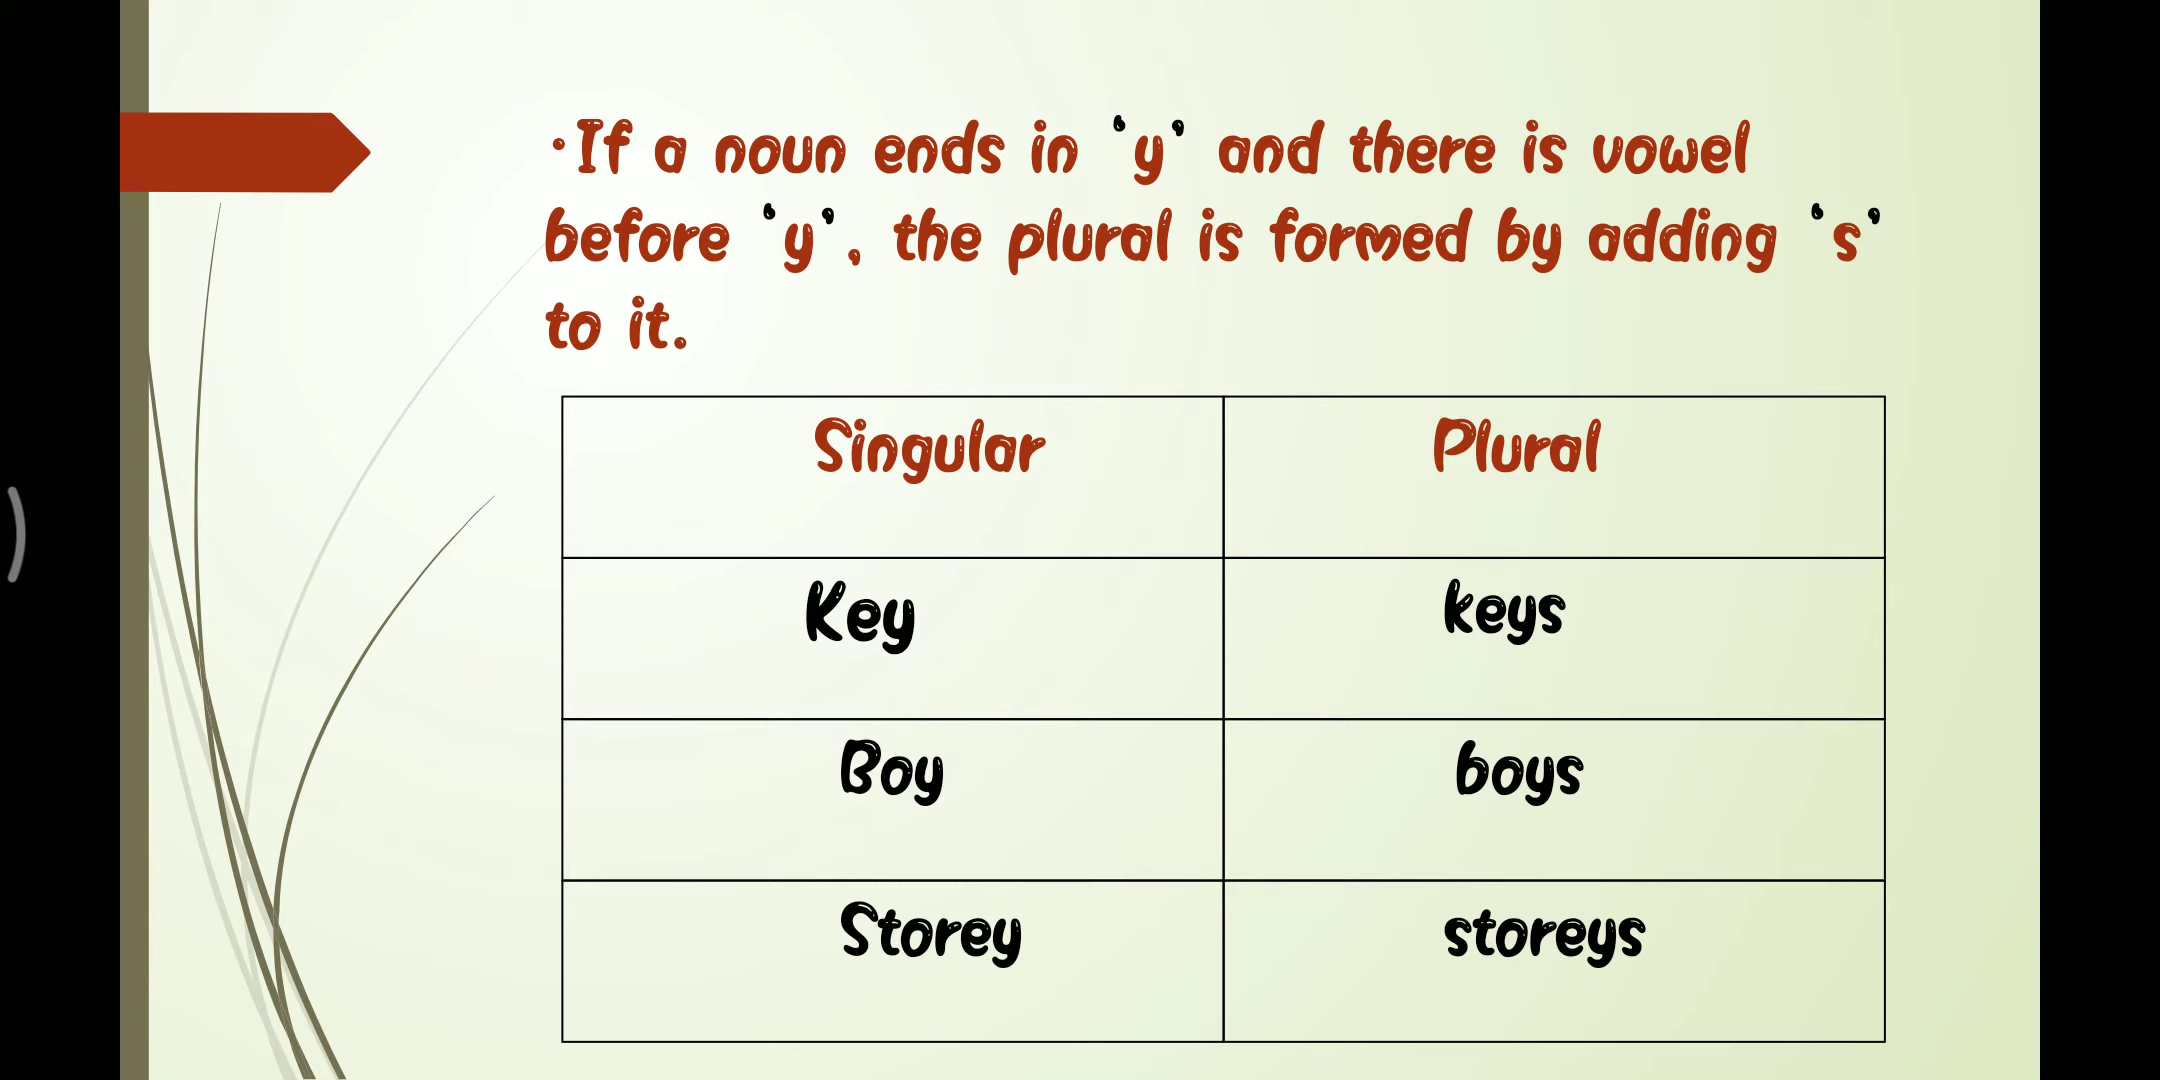 •If a noun ends in ‘y’ and there is vowel
before ‘y’, the plural is formed by adding ‘s’
to it.
Singular Plural
Key keys
Boy boys
Storey storeys